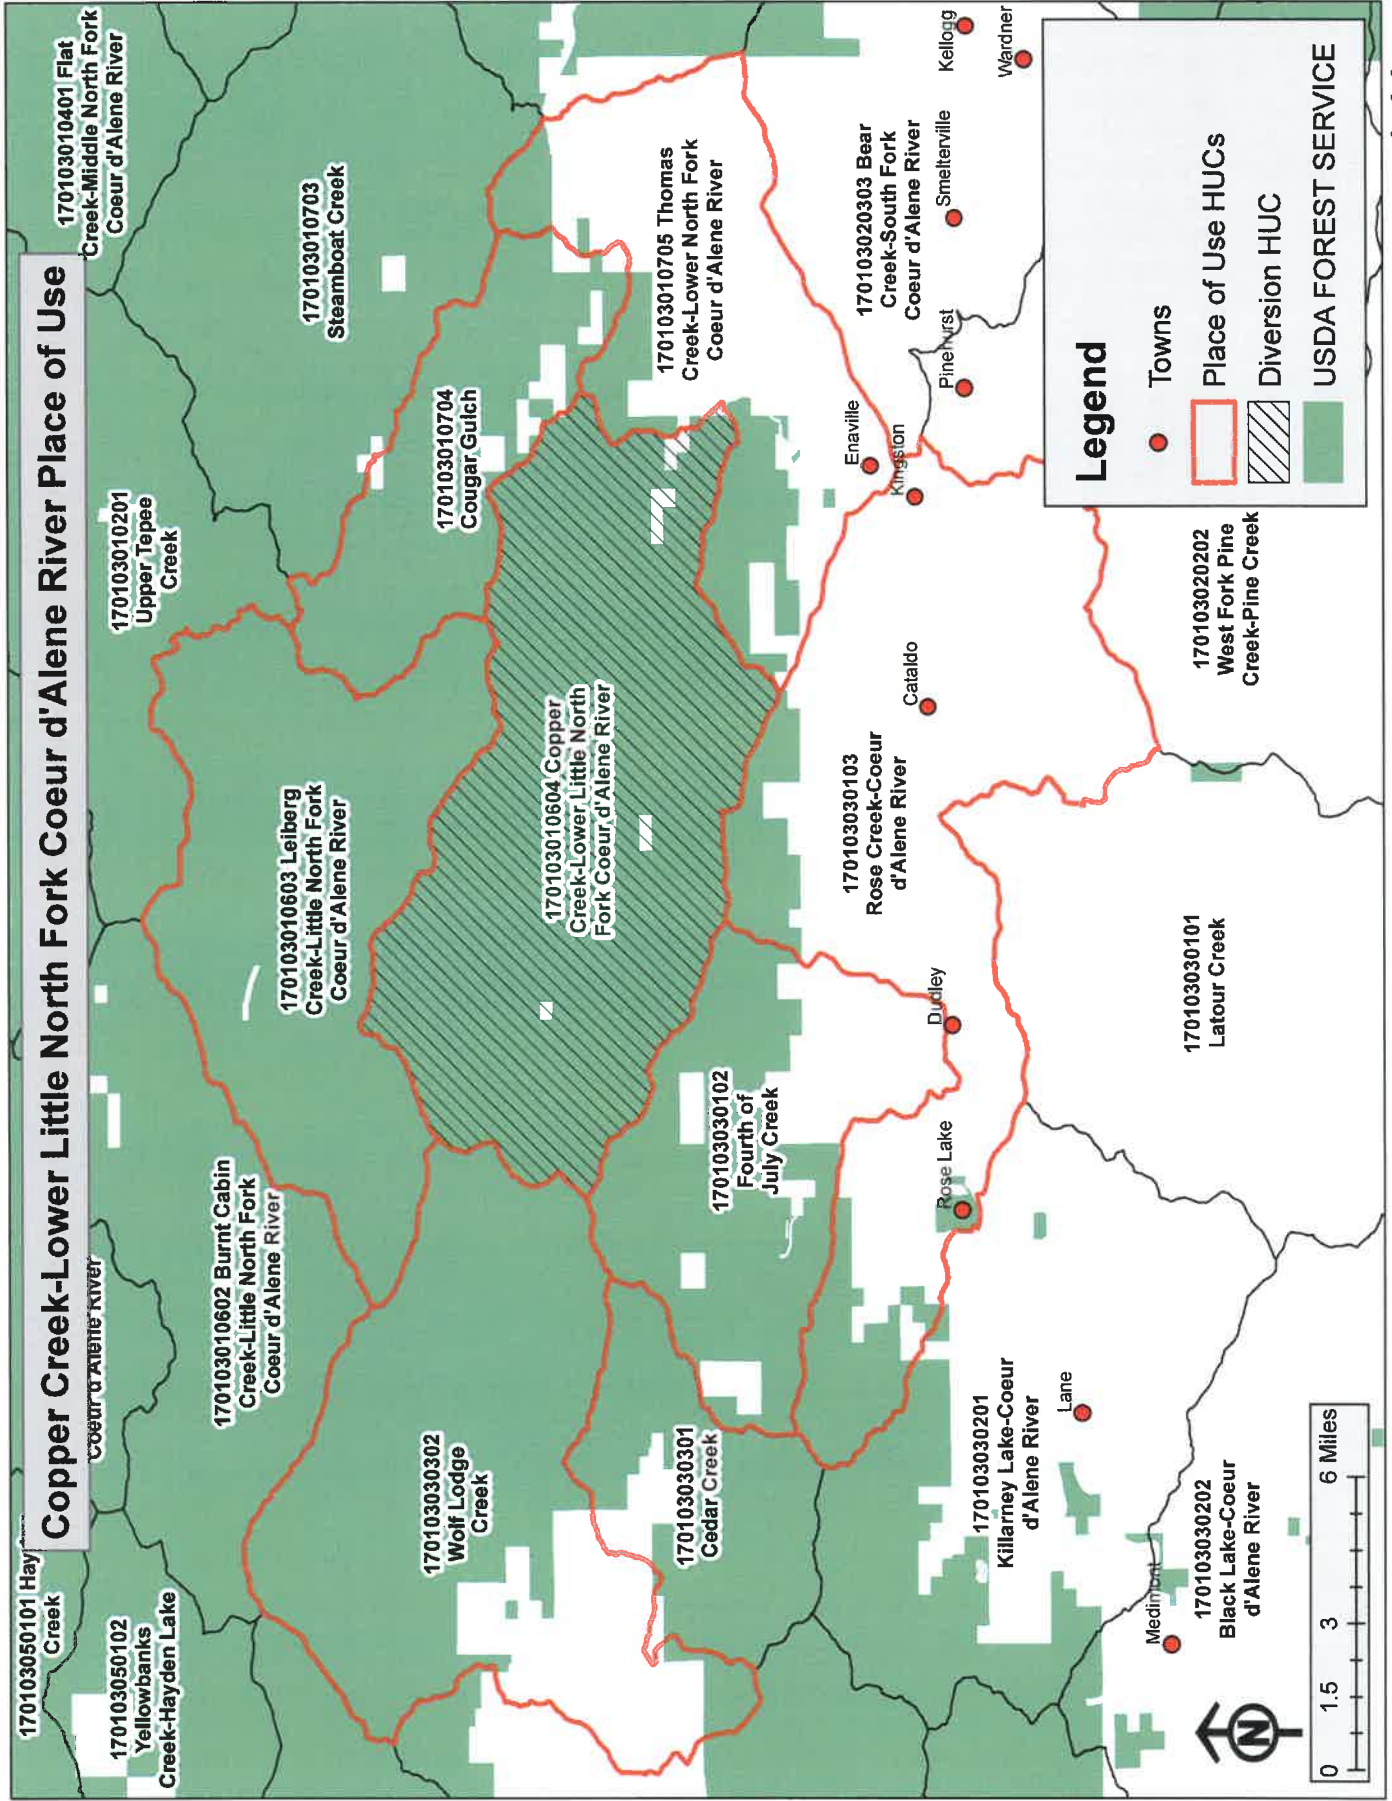 Copper Creek-Lower Little North Fork Coeur d'Alene River Place of Use
170103050101 Hay
Creek
170103050102
Yellowbanks
Creek-Hayden Lake
Coeur d'Alene River
170103010201
Upper Tepee
Creek
170103010401 Flat
Creek-Middle North Fork
Coeur d'Alene River
170103010602 Burnt Cabin
Creek-Little North Fork
Coeur d'Alene River
170103010603 Leiberg
Creek-Little North Fork
Coeur d'Alene River
170103010703
Steamboat Creek
170103010704
Cougar Gulch
170103030302
Wolf Lodge
Creek
170103010604 Copper
Creek-Lower Little North
Fork Coeur d'Alene River
170103010705 Thomas
Creek-Lower North Fork
Coeur d'Alene River
170103030301
Cedar Creek
170103030102
Fourth of
July Creek
170103030103
Rose Creek-Coeur
d'Alene River
170103020303 Bear
Creek-South Fork
Coeur d'Alene River
Enaville
Kingston
Pinehurst
Smelterville
Kellogg
Wardner
Cataldo
Dudley
Rose Lake
170103030201
Killarney Lake-Coeur
d'Alene River
Lane
Medimont
170103030202
Black Lake-Coeur
d'Alene River
170103030101
Latour Creek
170103020202
West Fork Pine
Creek-Pine Creek
Legend
Towns
Place of Use HUCs
Diversion HUC
USDA FOREST SERVICE
N
0 1.5 3 6 Miles